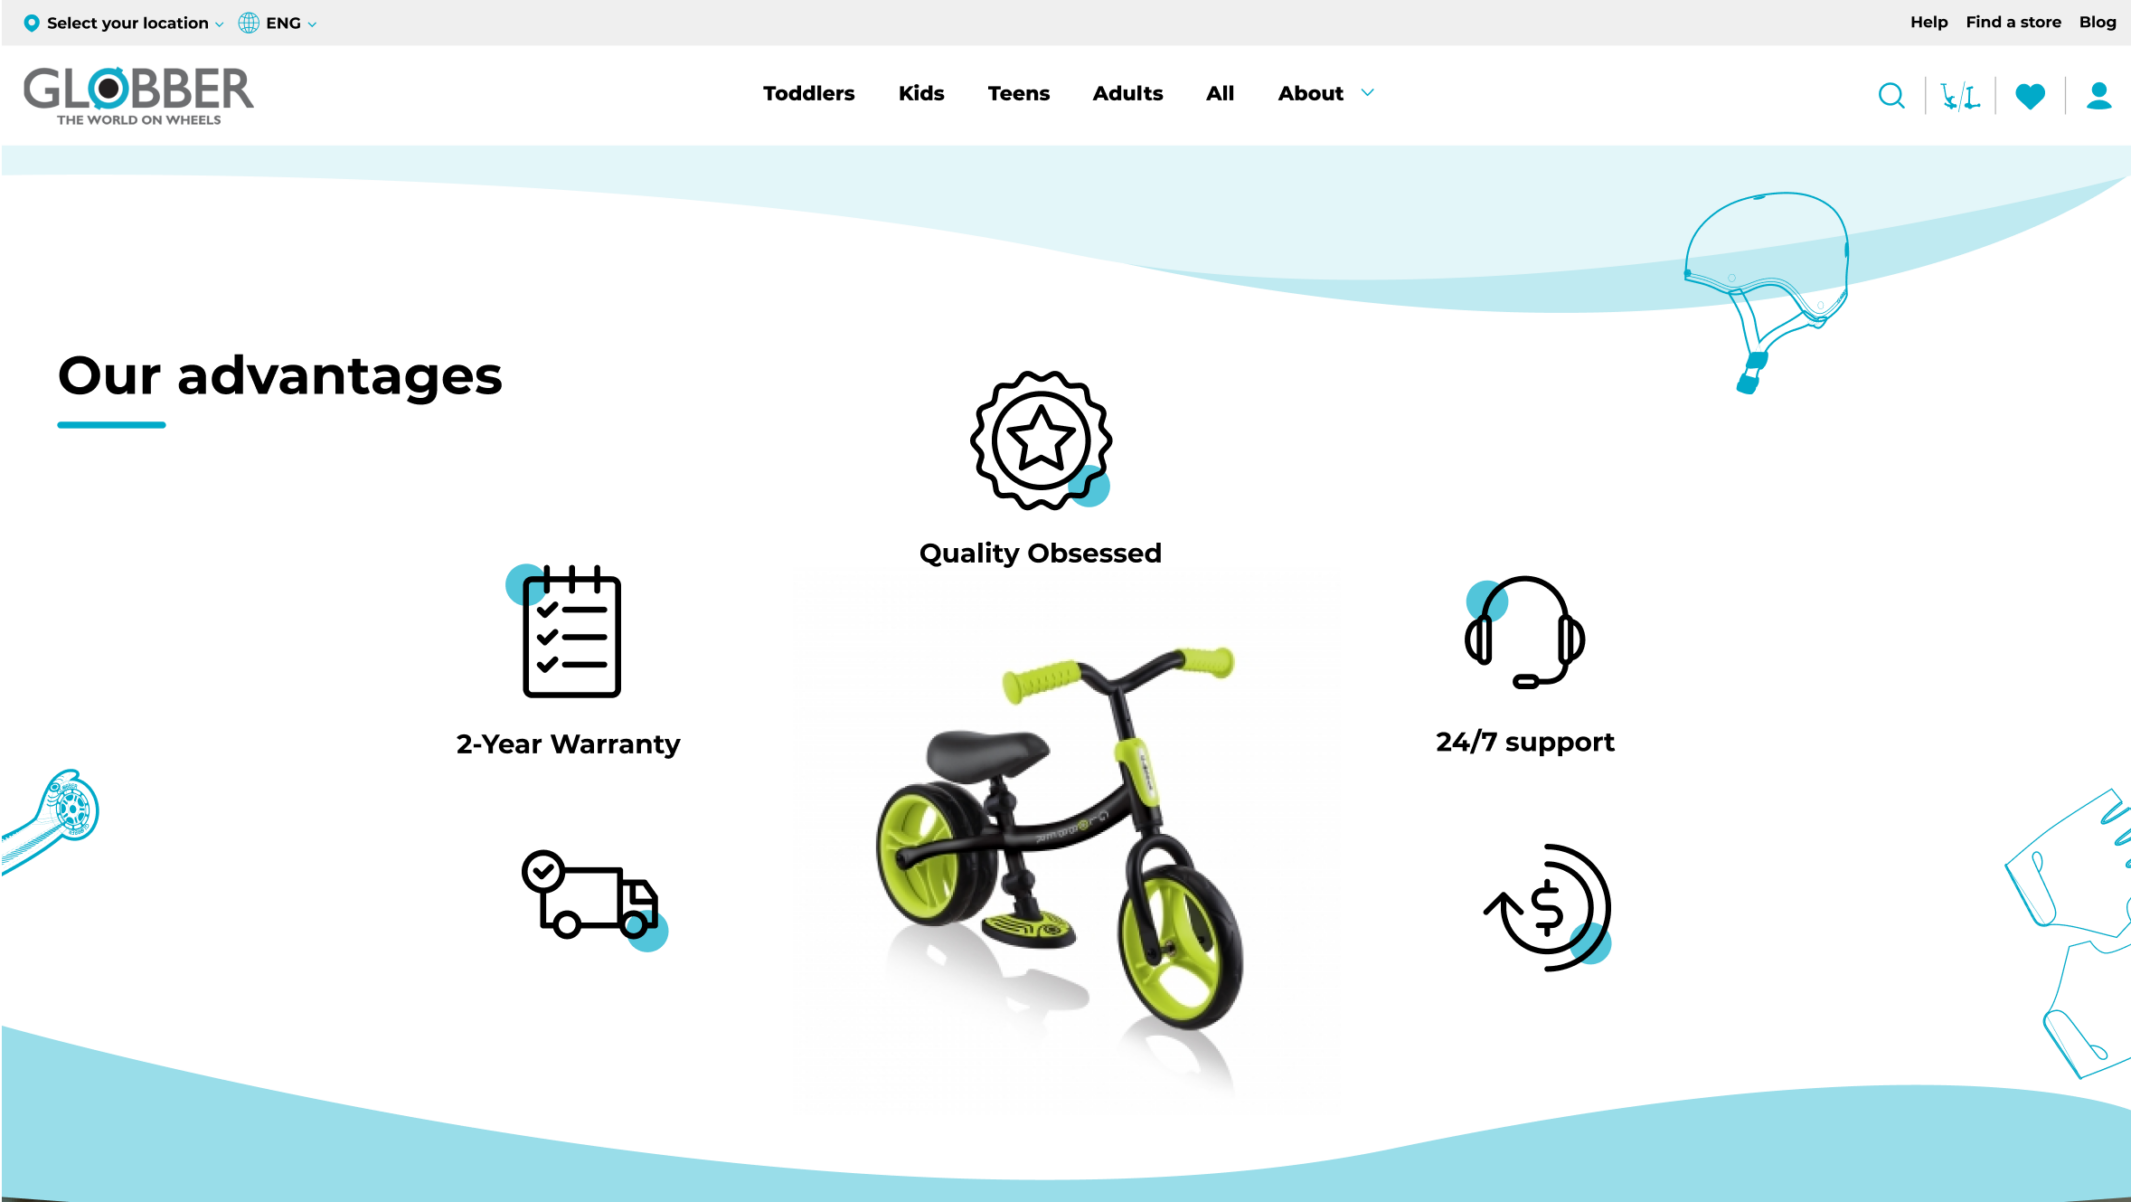 Select your location
ENG
Help
Find a store
Blog
GLOBBER
THE WORLD ON WHEELS
Toddlers
Kids
Teens
Adults
All
About
Our advantages
Quality Obsessed
2-Year Warranty
24/7 support
$